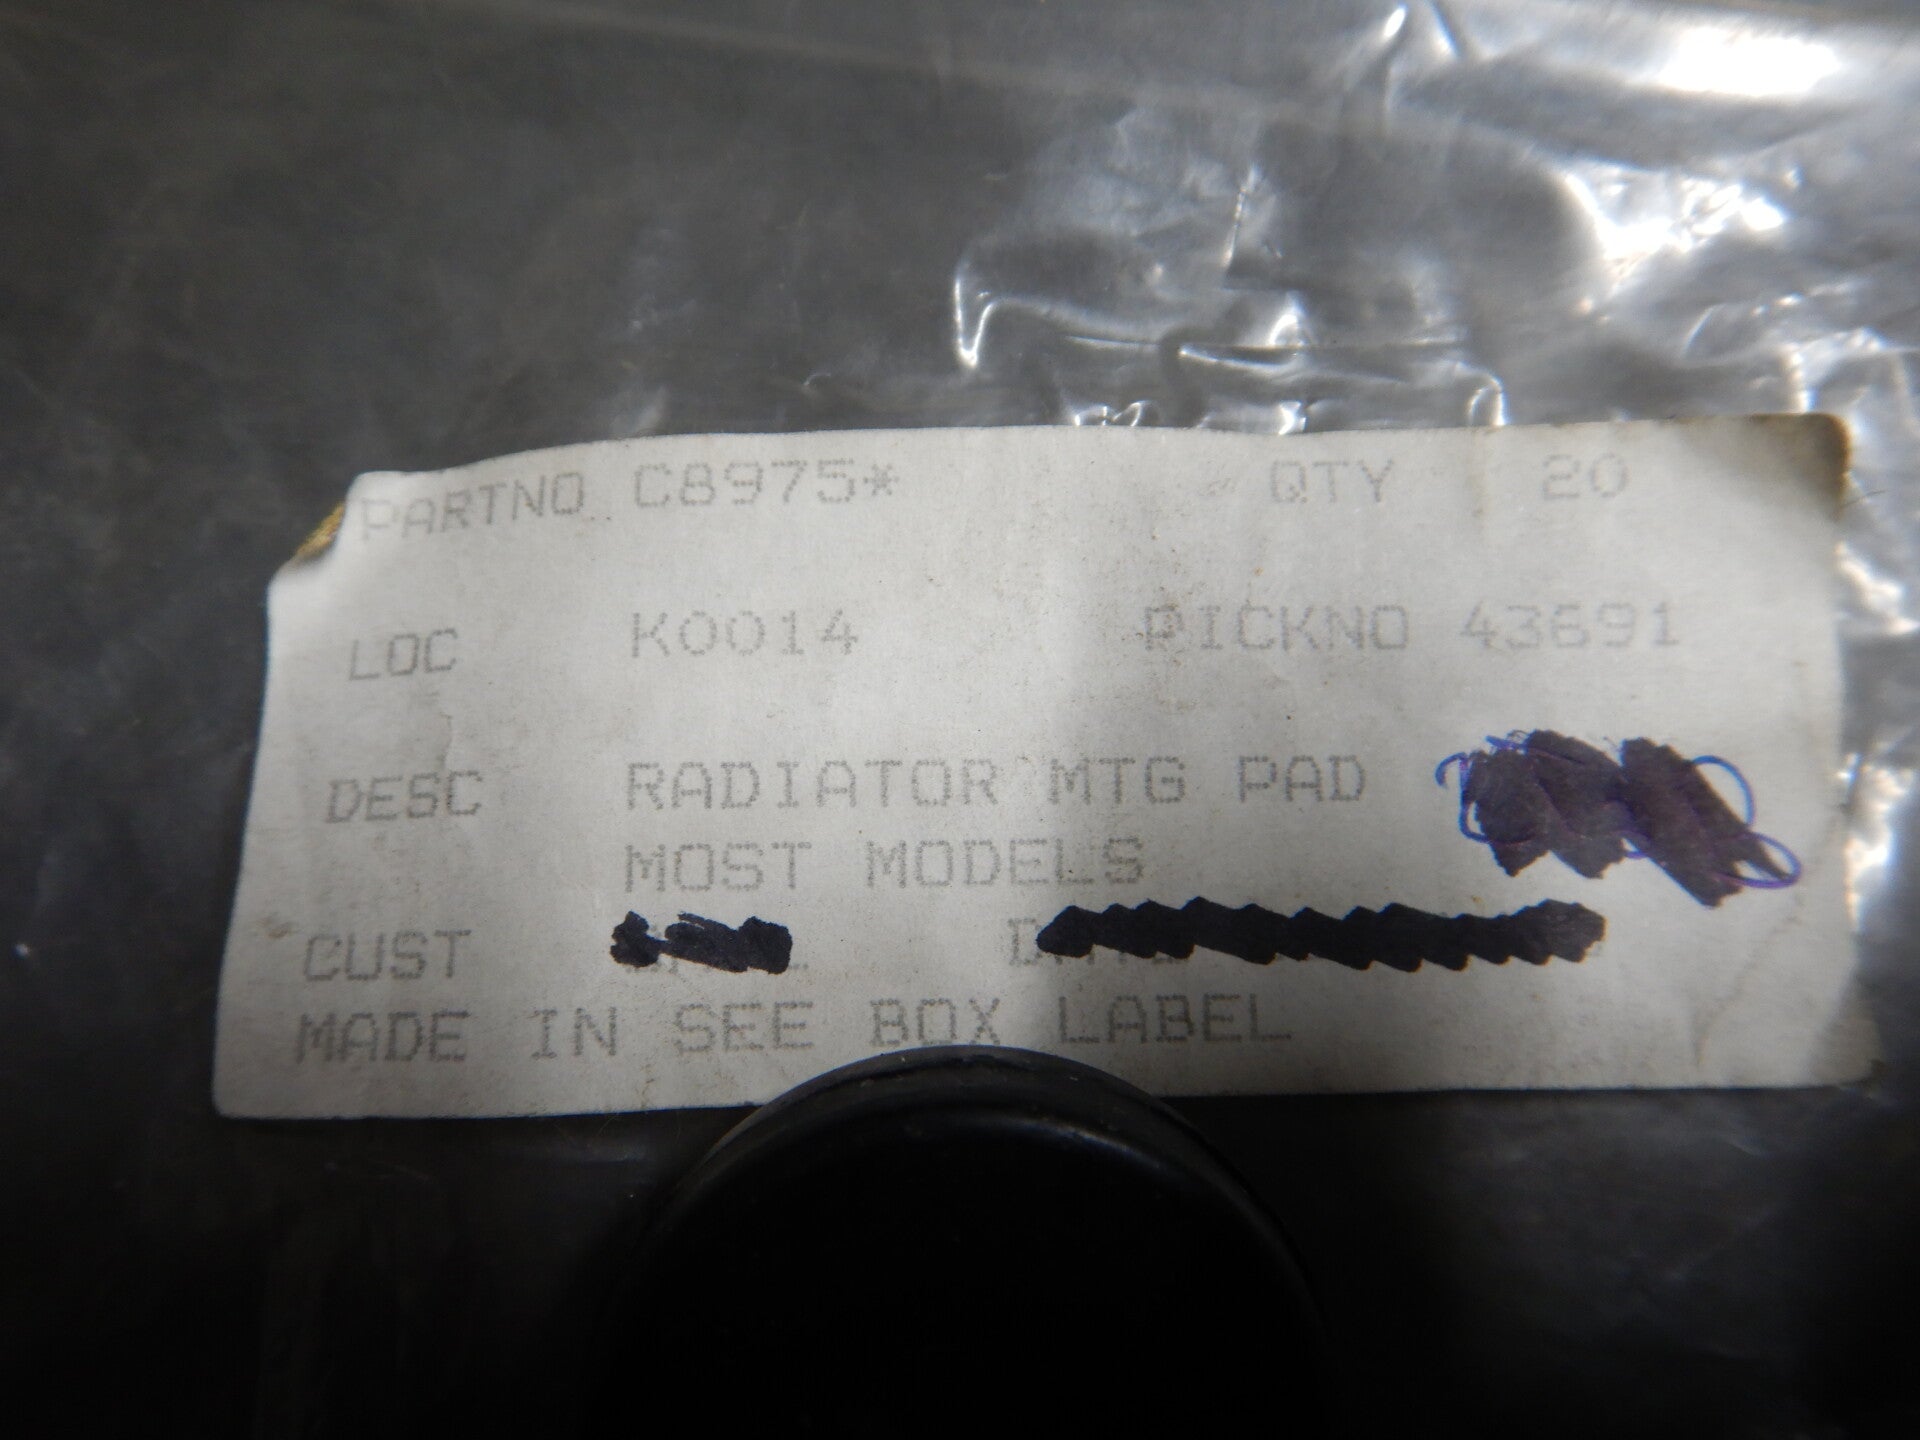 PARTNO C8975* QTY 20
LOC K0014 PICKNO 43691
DESC RADIATOR MTG PAD
MOST MODELS
CUST
MADE IN SEE BOX LABEL